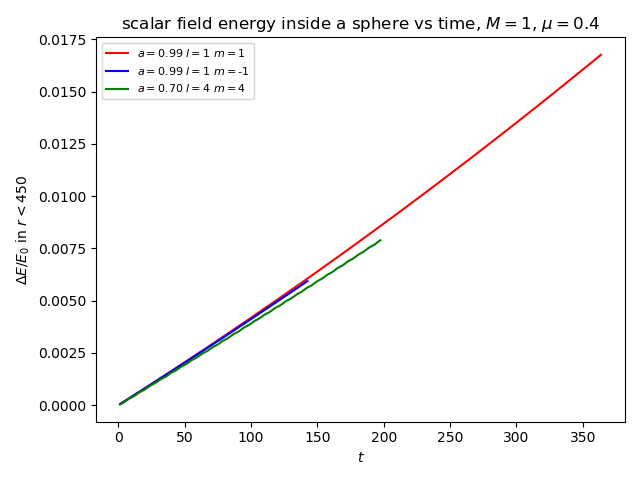 scalar field energy inside a sphere vs time, M = 1, μ = 0.4
a = 0.99 l = 1 m = 1
a = 0.99 l = 1 m = -1
a = 0.70 l = 4 m = 4
0.0175
0.0150
0.0125
0.0100
0.0075
0.0050
0.0025
0.0000
ΔE/E₀ in r < 450
0 50 100 150 200 250 300 350
t